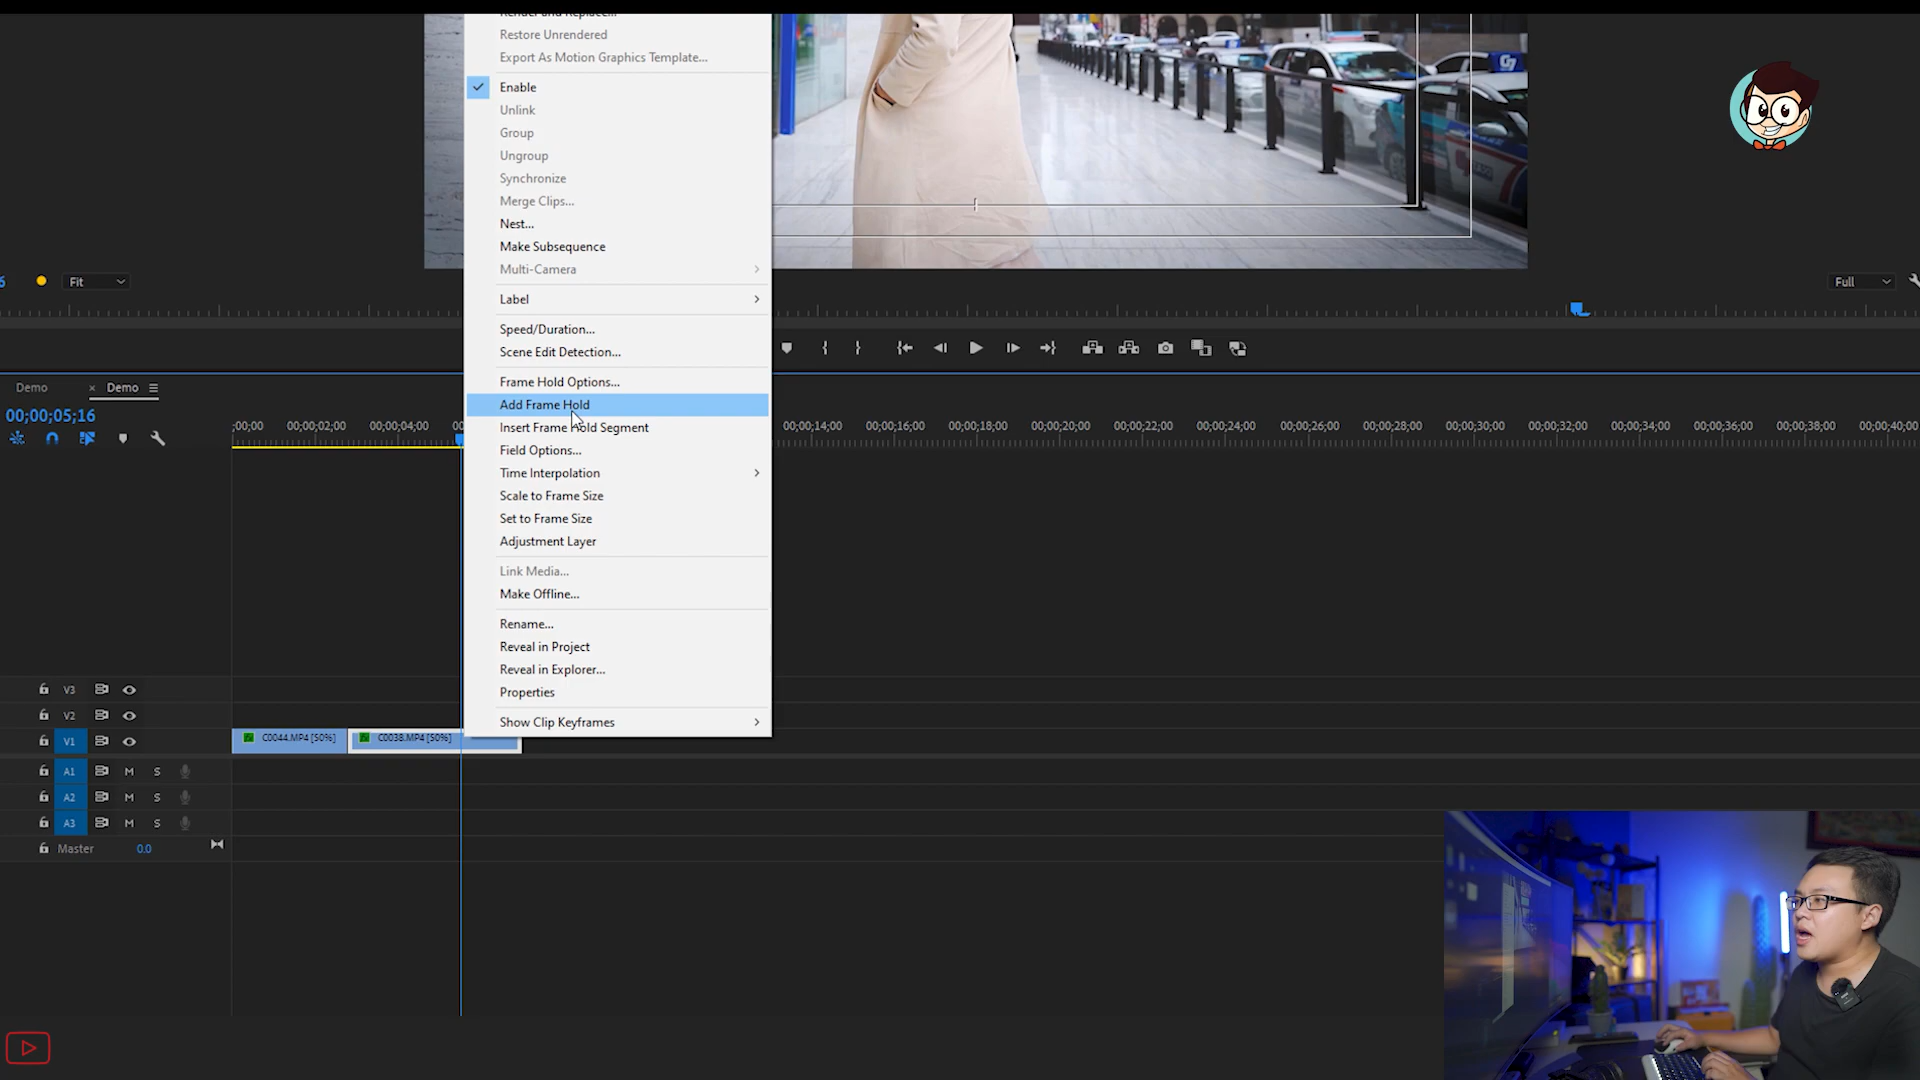 Render and Replace...
Restore Unrendered
Export As Motion Graphics Template...
Enable
Unlink
Group
Ungroup
Synchronize
Merge Clips...
Nest...
Make Subsequence
Multi-Camera
Label
Speed/Duration...
Scene Edit Detection...
Frame Hold Options...
Add Frame Hold
Insert Frame Hold Segment
Field Options...
Time Interpolation
Scale to Frame Size
Set to Frame Size
Adjustment Layer
Link Media...
Make Offline...
Rename...
Reveal in Project
Reveal in Explorer...
Properties
Show Clip Keyframes
Fit
Full
Demo × Demo
00;00;05;16
;00;00 00;00;02;00 00;00;04;00 00 00;00;14;00 00;00;16;00 00;00;18;00 00;00;20;00 00;00;22;00 00;00;24;00 00;00;26;00 00;00;28;00 00;00;30;00 00;00;32;00 00;00;34;00 00;00;36;00 00;00;38;00 00;00;40;00
V3
V2
V1 C0044.MP4 [50%] C0038.MP4 [50%]
A1 M S
A2 M S
A3 M S
Master 0.0